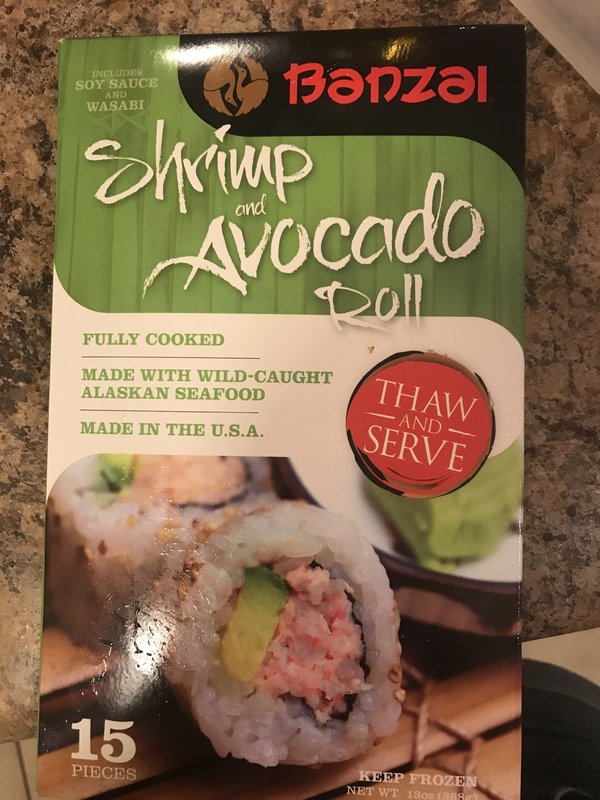 INCLUDES
SOY SAUCE
AND
WASABI
Banzai
Shrimp
and
Avocado
Roll
FULLY COOKED
MADE WITH WILD-CAUGHT
ALASKAN SEAFOOD
MADE IN THE U.S.A.
THAW
AND
SERVE
15
PIECES
KEEP FROZEN
NET WT. 13oz (368g)